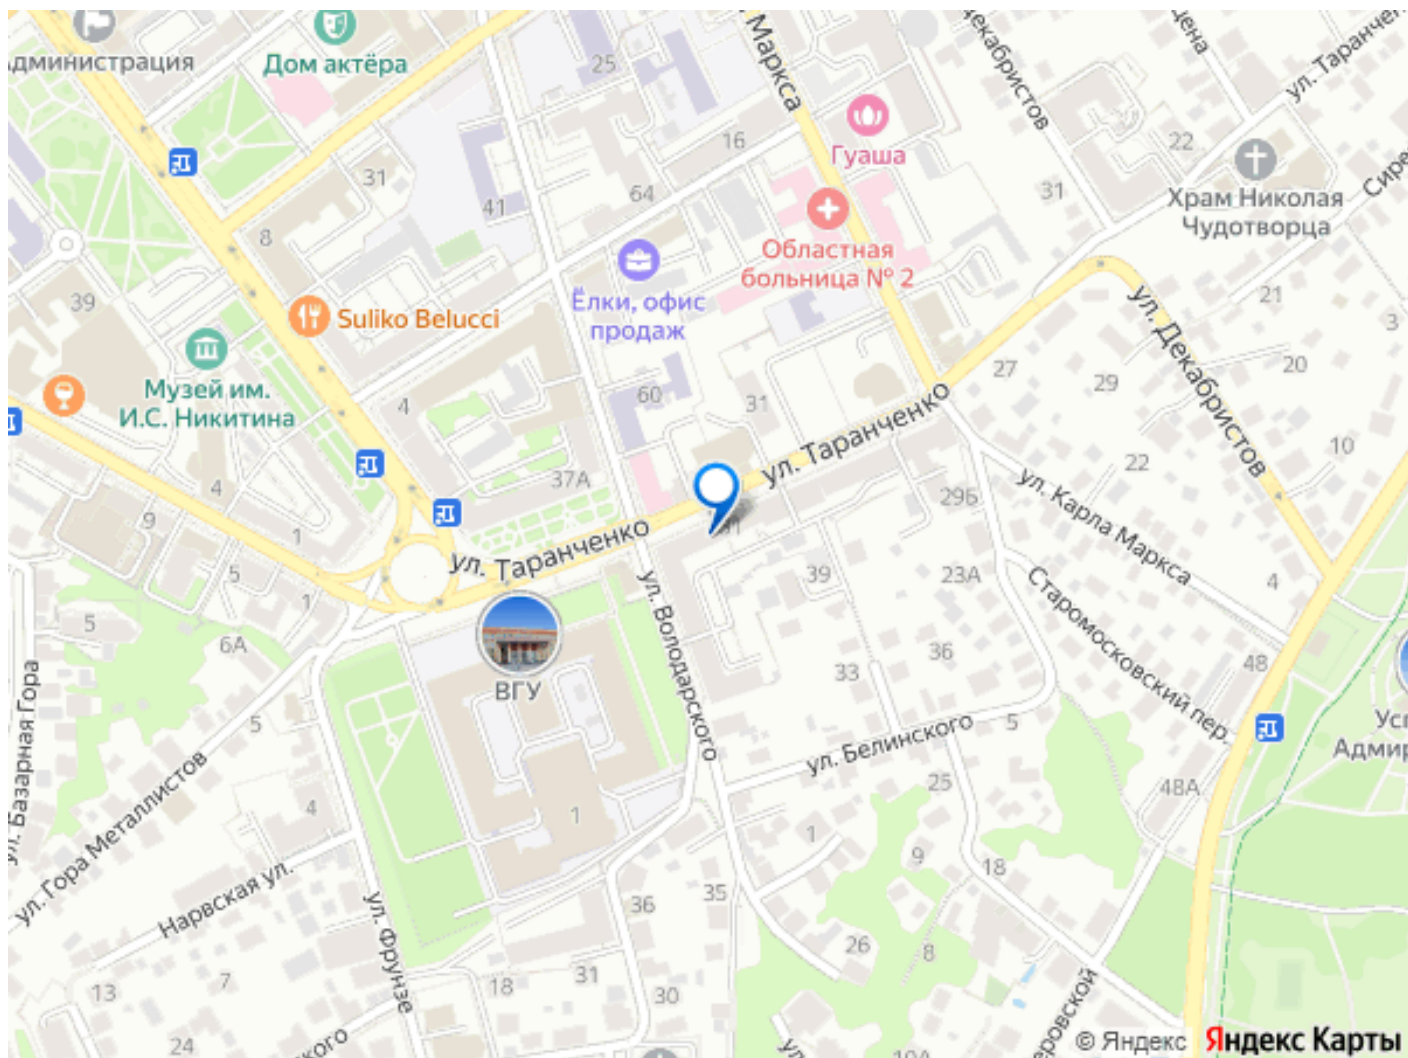 Администрация
Дом актёра
25
Маркса
Декабристов
ул. Таранченко
16
Гуаша
22
31
Храм Николая
Чудотворца
31
64
41
8
Областная
больница № 2
Ёлки, офис
продаж
39
Suliko Belucci
Музей им.
И.С. Никитина
21
3
20
27
29
ул. Декабристов
4
60
31
ул. Таранченко
10
22
37А
4
9
1
29Б
ул. Карла Маркса
ул. Таранченко
5
1
39
23А
4
5
6А
ВГУ
ул. Володарского
36
33
Старомосковский пер.
48
5
5
ул. Белинского
ул. Базарная Гора
ул. Гора Металлистов
25
48А
4
1
1
9
18
Нарвская ул.
ул. Фрунзе
36
35
26
8
7
13
18
31
30
24
10А
© Яндекс
Яндекс Карты